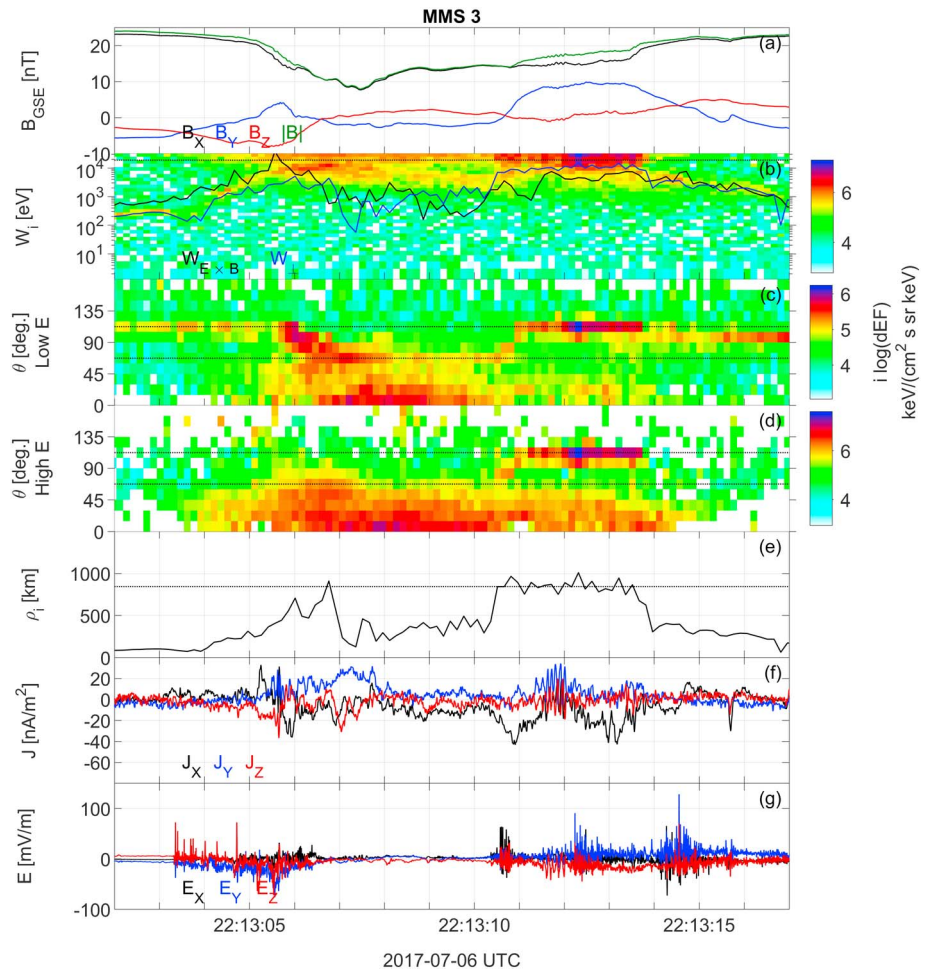 MMS 3
(a)
20
10
0
-10
B_GSE [nT]
B_X B_Y B_Z |B|
(b)
10^4
10^3
10^2
10^1
W_i [eV]
W_E × B W
6
4
(c)
135
90
45
0
θ [deg.]
Low E
6
5
4
i log(dEF)
keV/(cm^2 s sr keV)
(d)
135
90
45
0
θ [deg.]
High E
6
4
(e)
1000
500
0
ρ_i [km]
(f)
20
0
-20
-40
-60
J [nA/m^2]
J_X J_Y J_Z
(g)
100
0
-100
E [mV/m]
E_X E_Y E_Z
22:13:05 22:13:10 22:13:15
2017-07-06 UTC